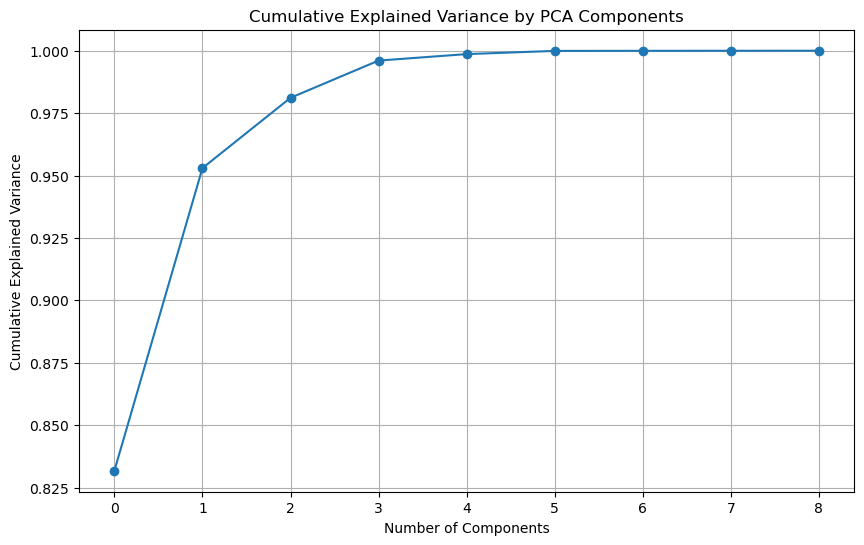 Cumulative Explained Variance by PCA Components
Cumulative Explained Variance
1.000
0.975
0.950
0.925
0.900
0.875
0.850
0.825
0 1 2 3 4 5 6 7 8
Number of Components